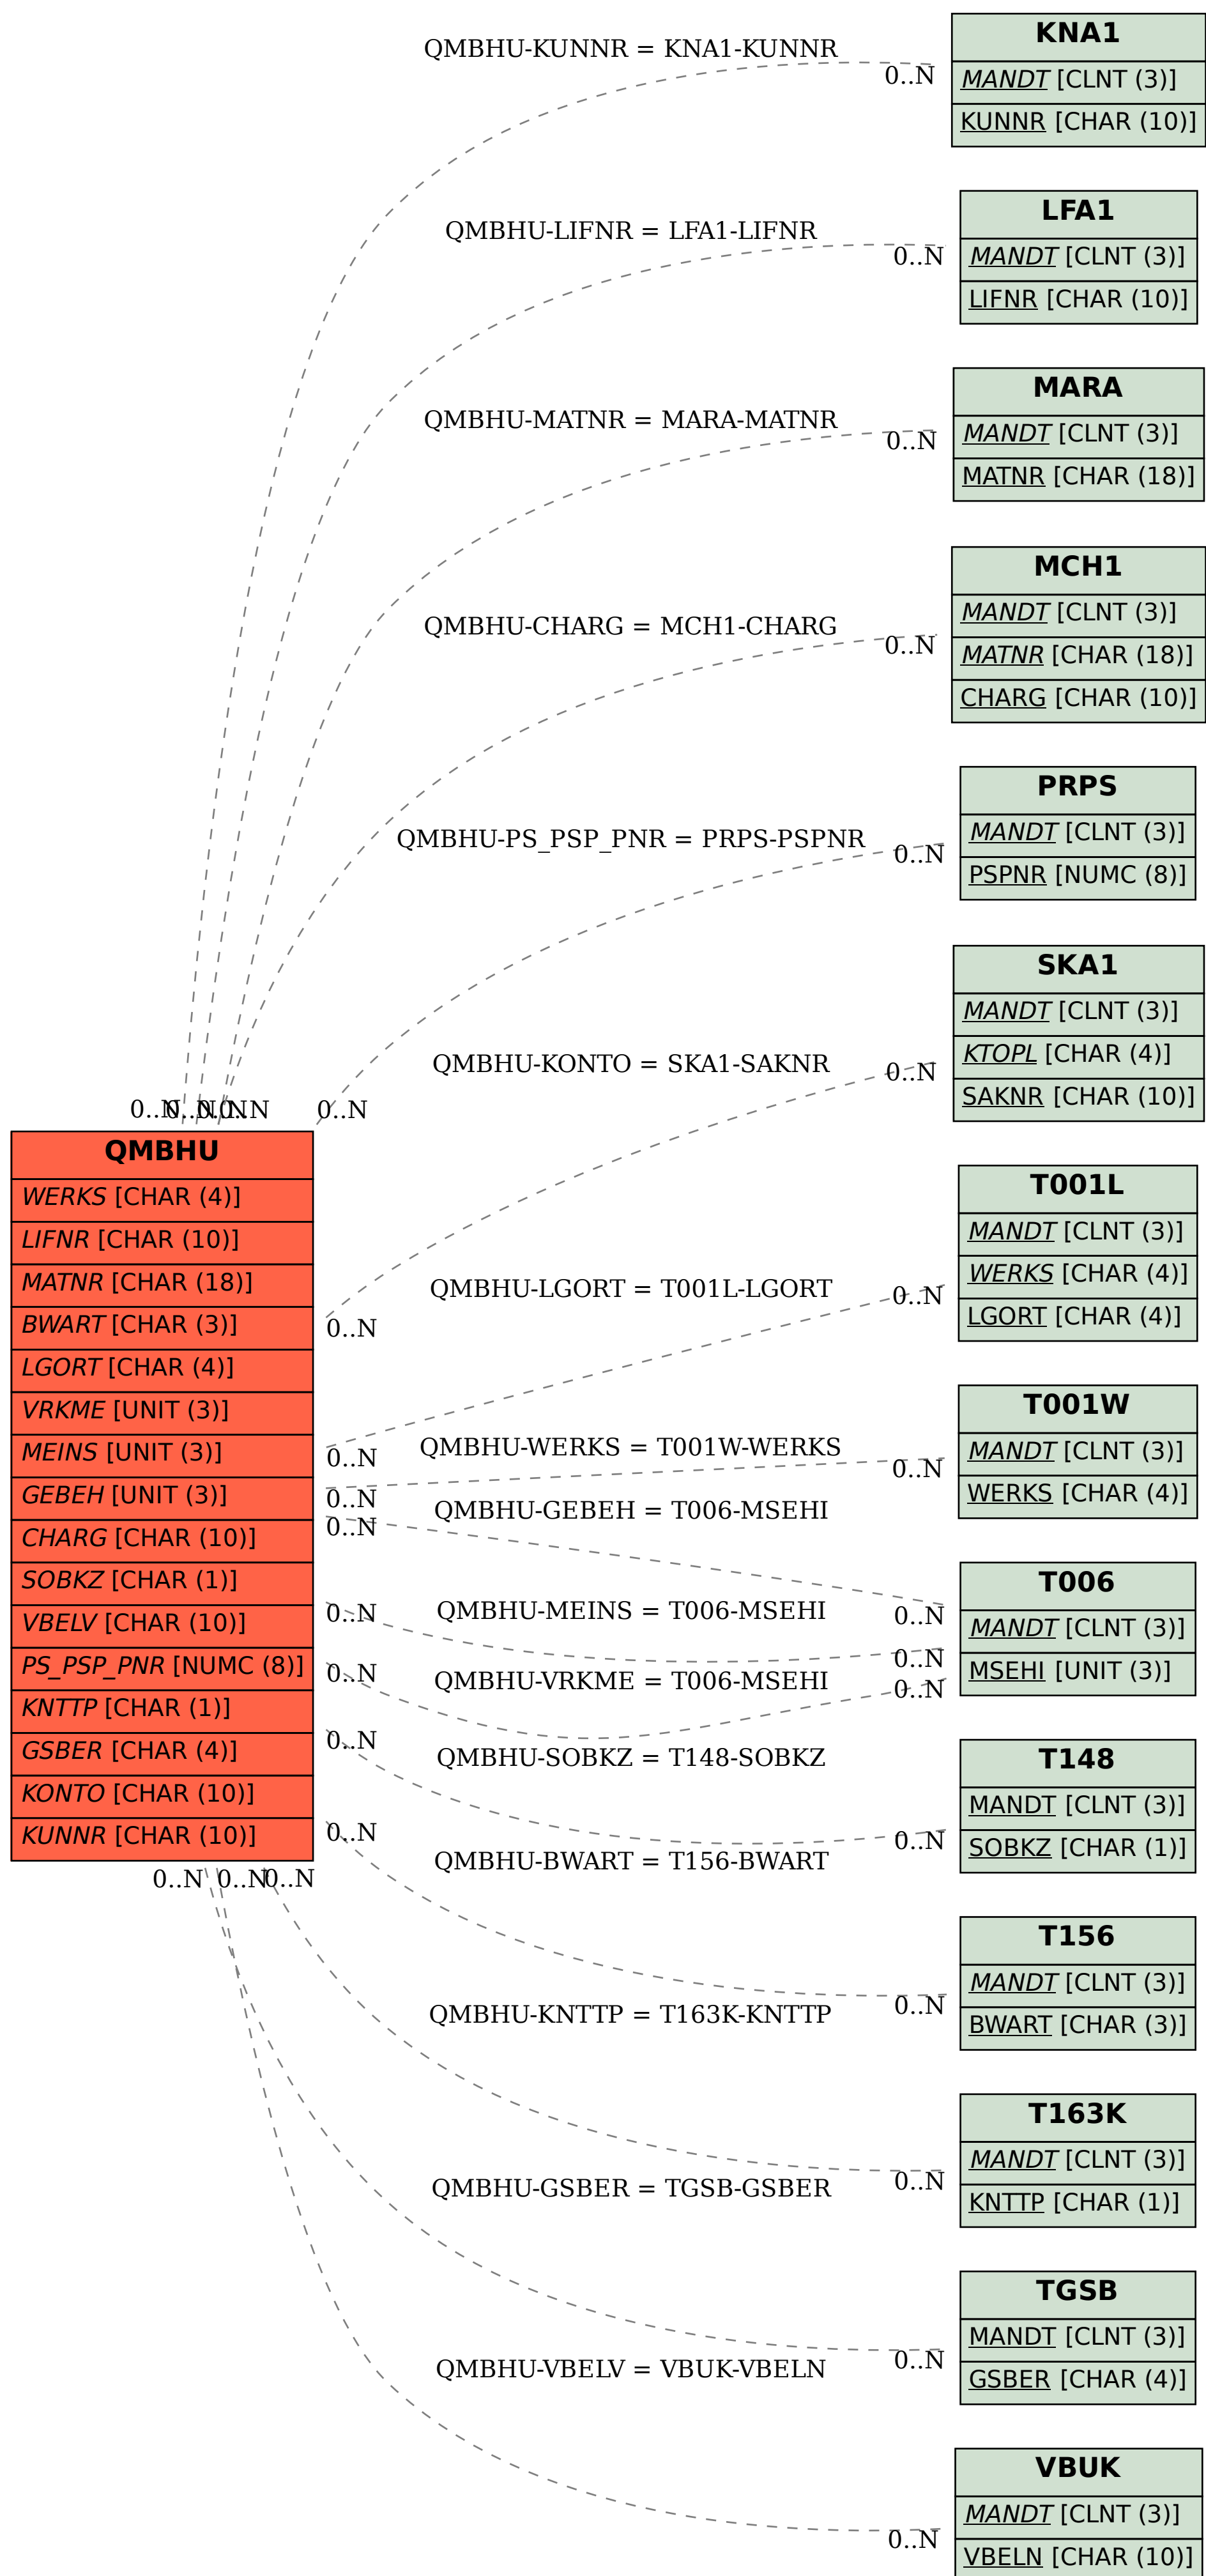 KNA1
MANDT [CLNT (3)]
KUNNR [CHAR (10)]
QMBHU-KUNNR = KNA1-KUNNR
0..N
LFA1
MANDT [CLNT (3)]
LIFNR [CHAR (10)]
QMBHU-LIFNR = LFA1-LIFNR
0..N
MARA
MANDT [CLNT (3)]
MATNR [CHAR (18)]
QMBHU-MATNR = MARA-MATNR
0..N
MCH1
MANDT [CLNT (3)]
MATNR [CHAR (18)]
CHARG [CHAR (10)]
QMBHU-CHARG = MCH1-CHARG
0..N
PRPS
MANDT [CLNT (3)]
PSPNR [NUMC (8)]
QMBHU-PS_PSP_PNR = PRPS-PSPNR
0..N
SKA1
MANDT [CLNT (3)]
KTOPL [CHAR (4)]
SAKNR [CHAR (10)]
QMBHU-KONTO = SKA1-SAKNR
0..N
0..N
0..N
0..N
0..N
0..N
QMBHU
WERKS [CHAR (4)]
LIFNR [CHAR (10)]
MATNR [CHAR (18)]
BWART [CHAR (3)]
LGORT [CHAR (4)]
VRKME [UNIT (3)]
MEINS [UNIT (3)]
GEBEH [UNIT (3)]
CHARG [CHAR (10)]
SOBKZ [CHAR (1)]
VBELV [CHAR (10)]
PS_PSP_PNR [NUMC (8)]
KNTTP [CHAR (1)]
GSBER [CHAR (4)]
KONTO [CHAR (10)]
KUNNR [CHAR (10)]
0..N
0..N
0..N
0..N
0..N
0..N
0..N
0..N
0..N
0..N
0..N
T001L
MANDT [CLNT (3)]
WERKS [CHAR (4)]
LGORT [CHAR (4)]
QMBHU-LGORT = T001L-LGORT
0..N
T001W
MANDT [CLNT (3)]
WERKS [CHAR (4)]
QMBHU-WERKS = T001W-WERKS
0..N
QMBHU-GEBEH = T006-MSEHI
T006
MANDT [CLNT (3)]
MSEHI [UNIT (3)]
QMBHU-MEINS = T006-MSEHI
0..N
0..N
QMBHU-VRKME = T006-MSEHI
0..N
T148
MANDT [CLNT (3)]
SOBKZ [CHAR (1)]
QMBHU-SOBKZ = T148-SOBKZ
0..N
QMBHU-BWART = T156-BWART
T156
MANDT [CLNT (3)]
BWART [CHAR (3)]
0..N
QMBHU-KNTTP = T163K-KNTTP
T163K
MANDT [CLNT (3)]
KNTTP [CHAR (1)]
0..N
QMBHU-GSBER = TGSB-GSBER
TGSB
MANDT [CLNT (3)]
GSBER [CHAR (4)]
0..N
QMBHU-VBELV = VBUK-VBELN
VBUK
MANDT [CLNT (3)]
VBELN [CHAR (10)]
0..N